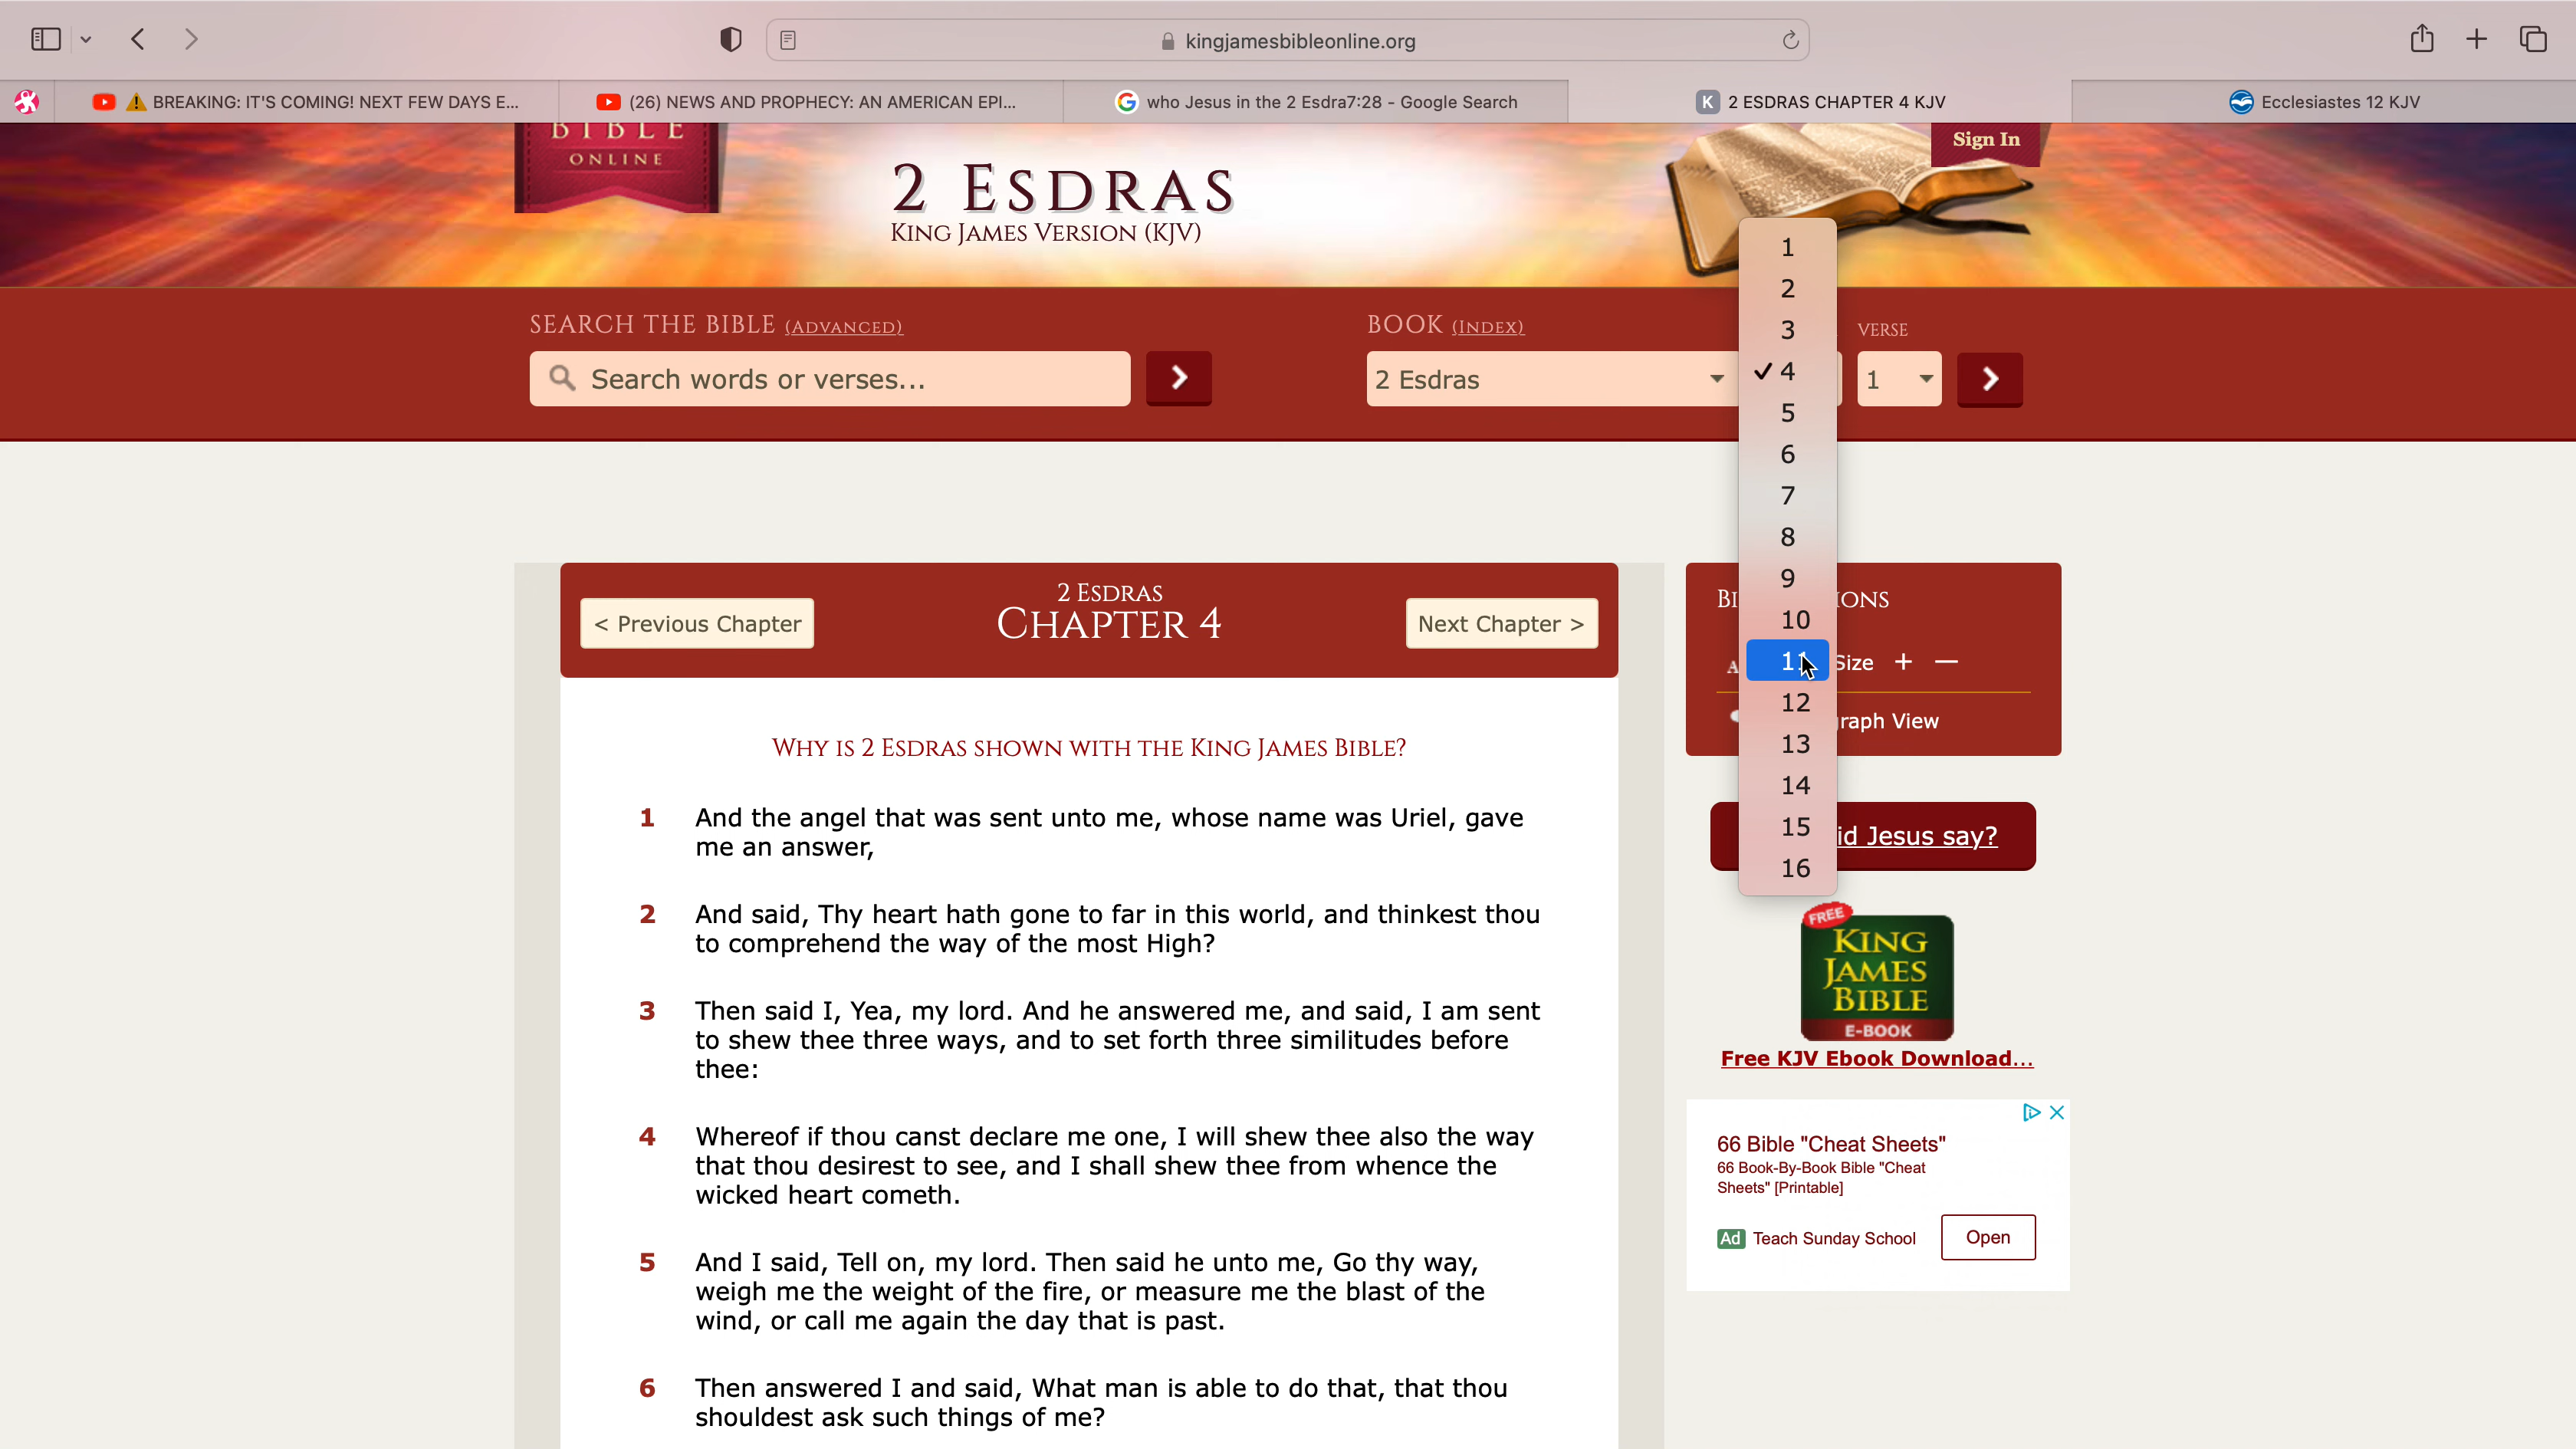 kingjamesbibleonline.org
BREAKING: IT'S COMING! NEXT FEW DAYS E...
(26) NEWS AND PROPHECY: AN AMERICAN EPI...
who Jesus in the 2 Esdra7:28 - Google Search
K 2 ESDRAS CHAPTER 4 KJV
Ecclesiastes 12 KJV
BIBLE
ONLINE
2 ESDRAS
KING JAMES VERSION (KJV)
Sign In
SEARCH THE BIBLE (ADVANCED)
Search words or verses...
BOOK (INDEX)
2 Esdras
VERSE
1
1
2
3
✓ 4
5
6
7
8
9
10
11
12
13
14
15
16
< Previous Chapter
2 ESDRAS
CHAPTER 4
Next Chapter >
WHY IS 2 ESDRAS SHOWN WITH THE KING JAMES BIBLE?
1 And the angel that was sent unto me, whose name was Uriel, gave
me an answer,
2 And said, Thy heart hath gone to far in this world, and thinkest thou
to comprehend the way of the most High?
3 Then said I, Yea, my lord. And he answered me, and said, I am sent
to shew thee three ways, and to set forth three similitudes before
thee:
4 Whereof if thou canst declare me one, I will shew thee also the way
that thou desirest to see, and I shall shew thee from whence the
wicked heart cometh.
5 And I said, Tell on, my lord. Then said he unto me, Go thy way,
weigh me the weight of the fire, or measure me the blast of the
wind, or call me again the day that is past.
6 Then answered I and said, What man is able to do that, that thou
shouldest ask such things of me?
Size + —
View
Jesus say?
FREE
KING
JAMES
BIBLE
E-BOOK
Free KJV Ebook Download...
66 Bible "Cheat Sheets"
66 Book-By-Book Bible "Cheat
Sheets" [Printable]
Ad Teach Sunday School
Open